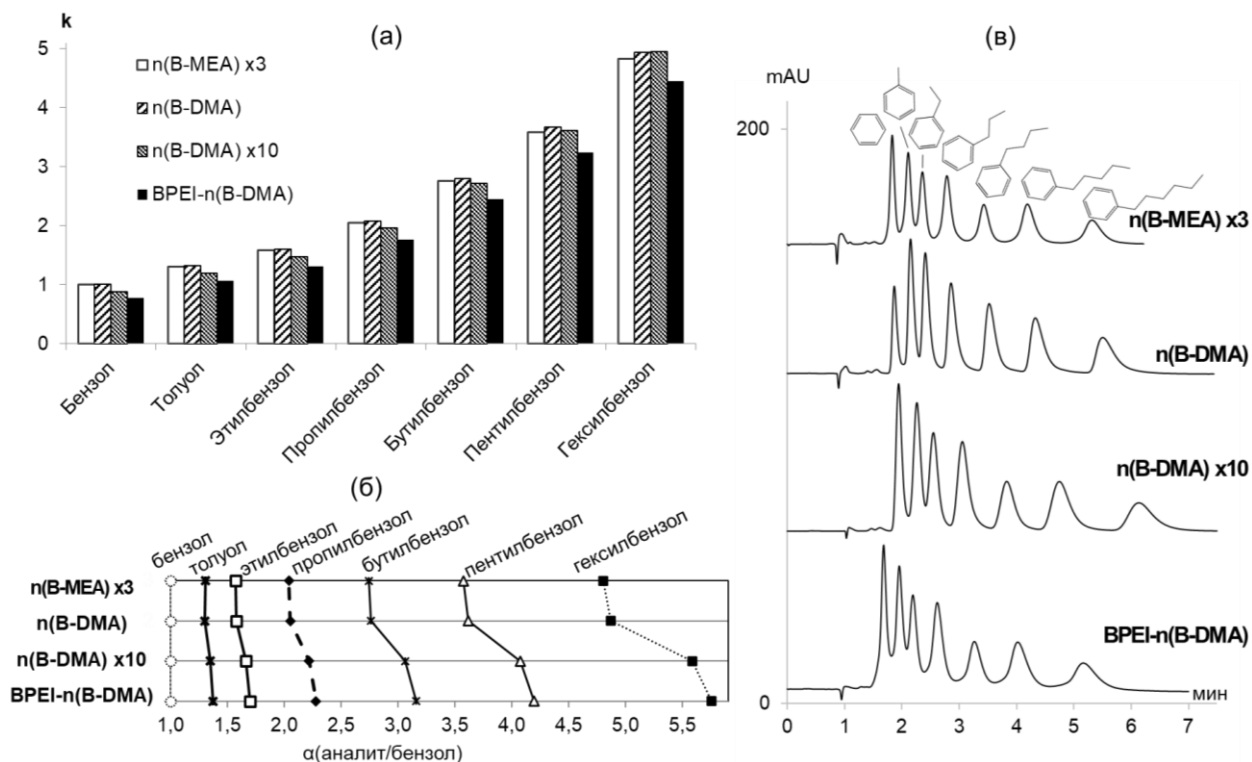 (а)
k
5
4
3
2
1
0
n(B-MEA) x3
n(B-DMA)
n(B-DMA) x10
BPEI-n(B-DMA)
Бензол
Толуол
Этилбензол
Пропилбензол
Бутилбензол
Пентилбензол
Гексилбензол
(б)
бензол
толуол
этилбензол
пропилбензол
бутилбензол
пентилбензол
гексилбензол
n(B-MEA) x3
n(B-DMA)
n(B-DMA) x10
BPEI-n(B-DMA)
1,0 1,5 2,0 2,5 3,0 3,5 4,0 4,5 5,0 5,5
α(аналит/бензол)
(в)
mAU
200
n(B-MEA) x3
n(B-DMA)
n(B-DMA) x10
BPEI-n(B-DMA)
0
мин
0 1 2 3 4 5 6 7